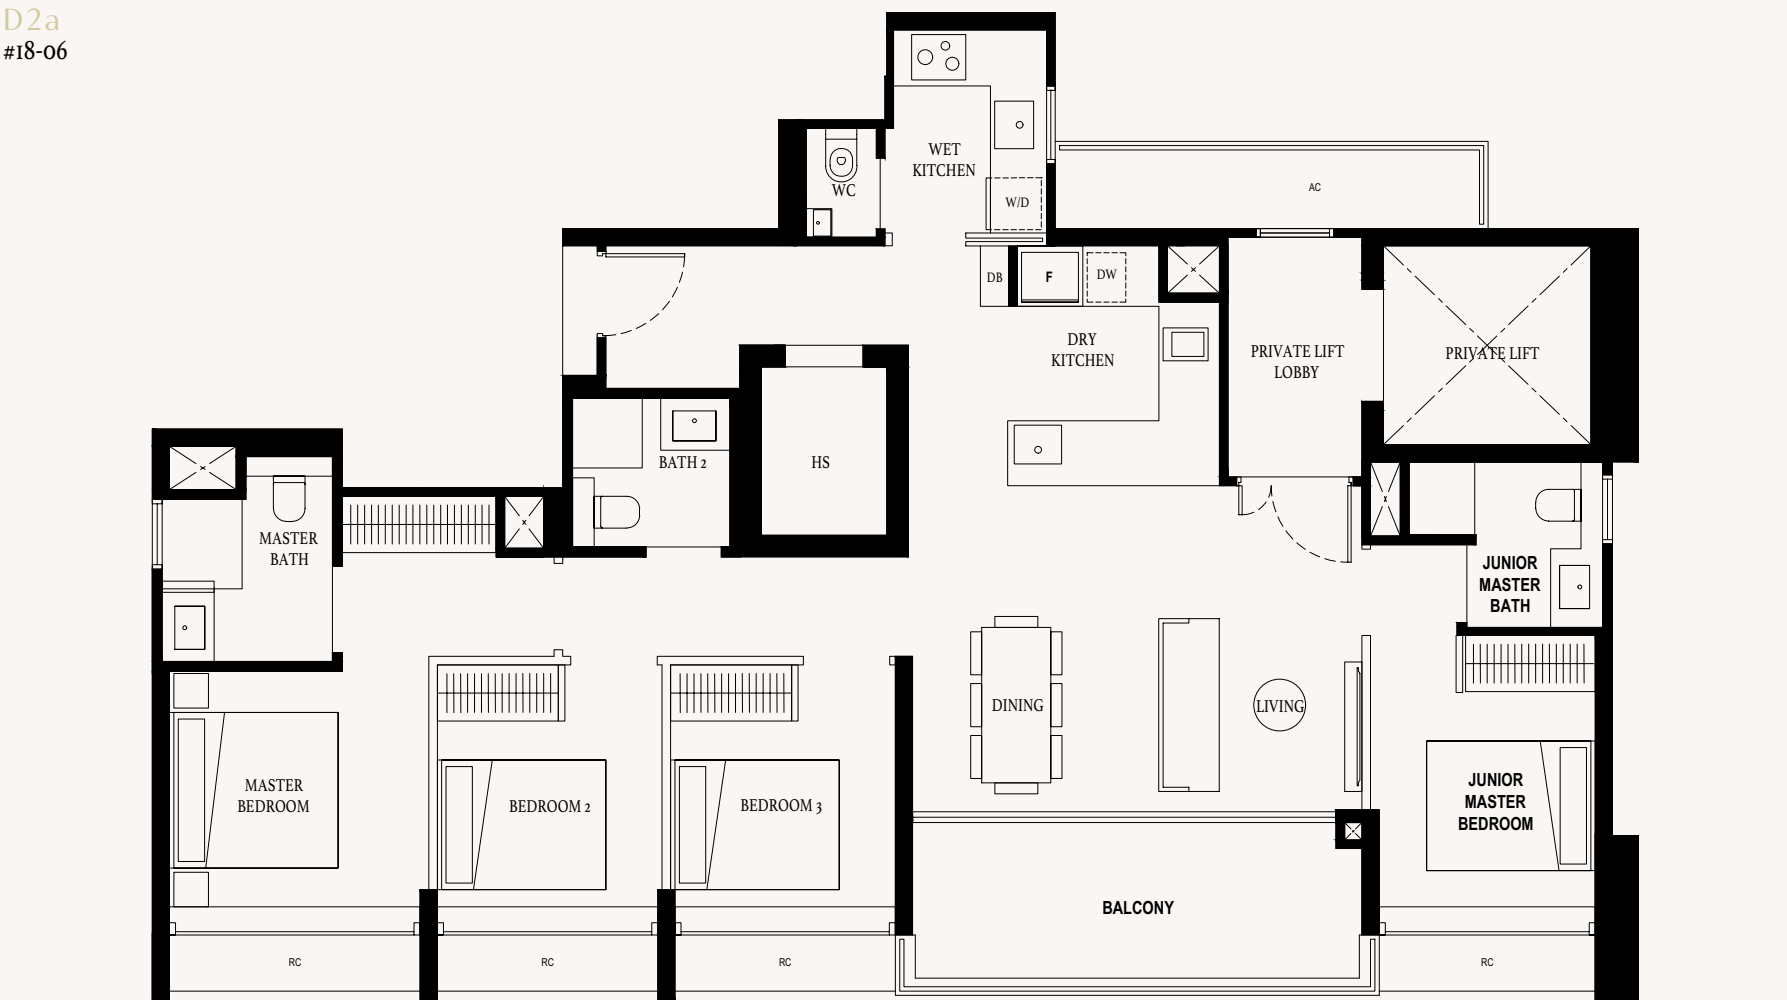 D2a
#18-06
WET
KITCHEN
WC
W/D
AC
DB
F
DW
DRY
KITCHEN
PRIVATE LIFT
LOBBY
PRIVATE LIFT
BATH 2
HS
MASTER
BATH
JUNIOR
MASTER
BATH
DINING
LIVING
MASTER
BEDROOM
BEDROOM 2
BEDROOM 3
JUNIOR
MASTER
BEDROOM
BALCONY
RC
RC
RC
RC